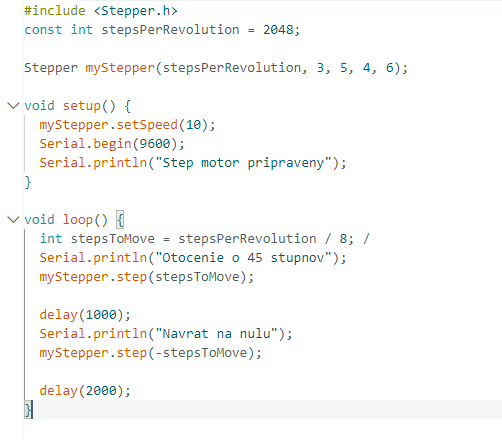 #include <Stepper.h>
const int stepsPerRevolution = 2048;
Stepper myStepper(stepsPerRevolution, 3, 5, 4, 6);
void setup() {
  myStepper.setSpeed(10);
  Serial.begin(9600);
  Serial.println("Step motor pripraveny");
}
void loop() {
  int stepsToMove = stepsPerRevolution / 8; /
  Serial.println("Otocenie o 45 stupnov");
  myStepper.step(stepsToMove);
  delay(1000);
  Serial.println("Navrat na nulu");
  myStepper.step(-stepsToMove);
  delay(2000);
}